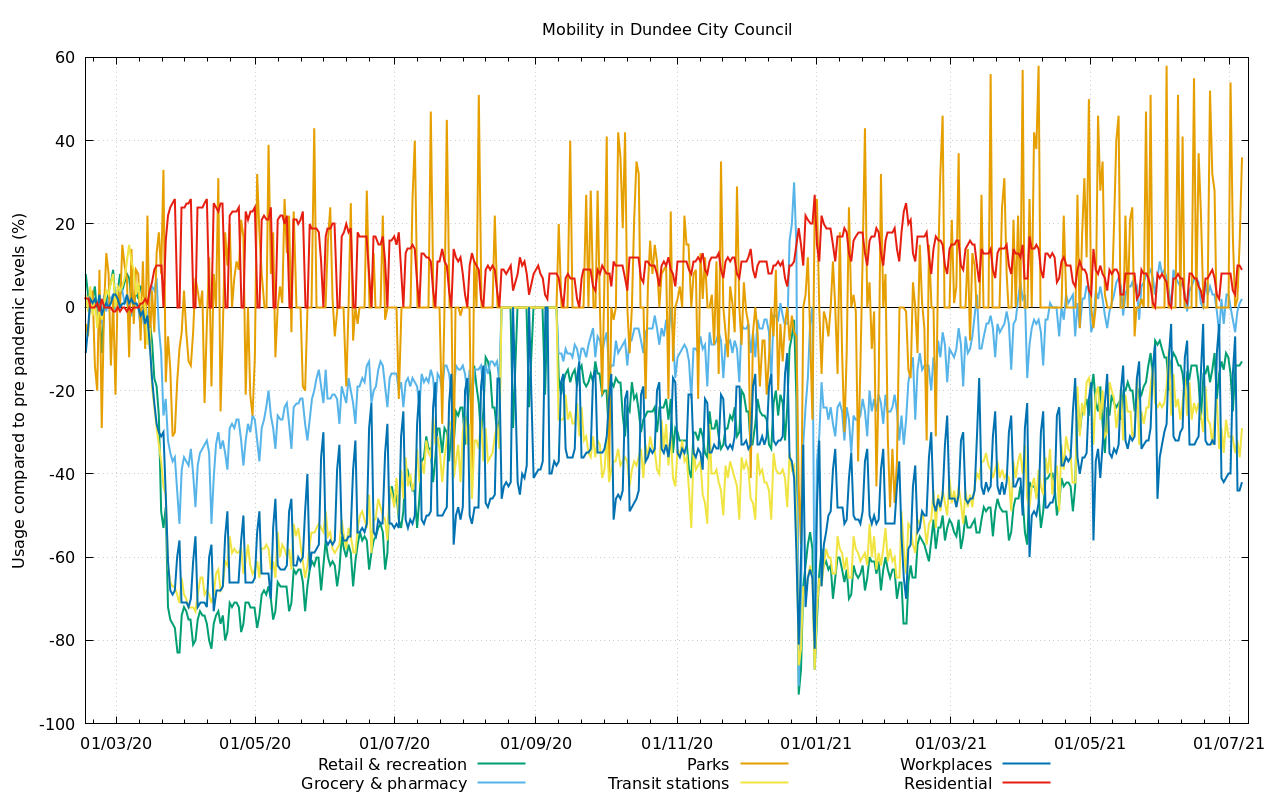 Mobility in Dundee City Council
Usage compared to pre pandemic levels (%)
60
40
20
0
-20
-40
-60
-80
-100
01/03/20 01/05/20 01/07/20 01/09/20 01/11/20 01/01/21 01/03/21 01/05/21 01/07/21
Retail & recreation Parks Workplaces
Grocery & pharmacy Transit stations Residential